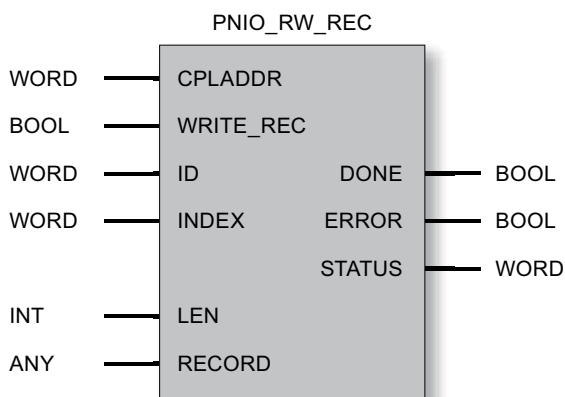 PNIO_RW_REC
WORD CPLADDR
BOOL WRITE_REC
WORD ID DONE BOOL
WORD INDEX ERROR BOOL
STATUS WORD
INT LEN
ANY RECORD